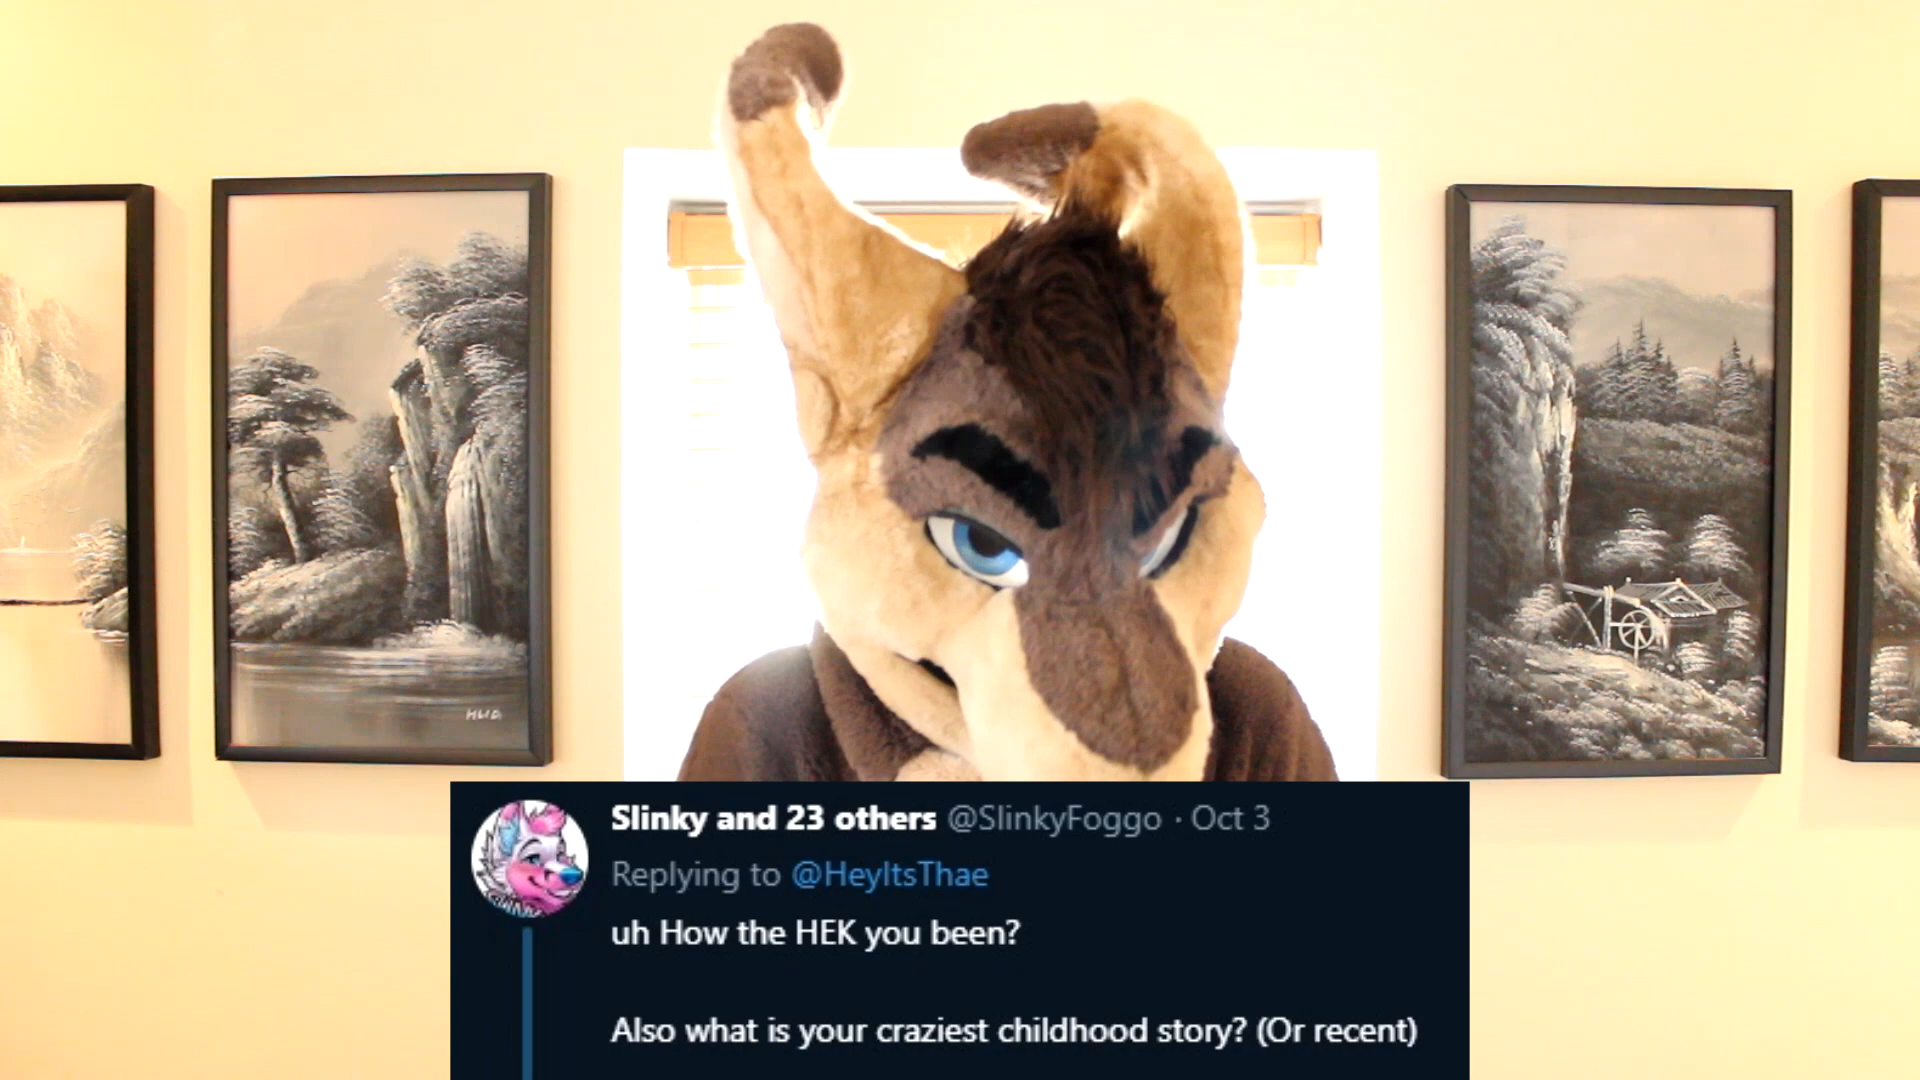 HWA
Slinky and 23 others @SlinkyFoggo · Oct 3
Replying to @HeyItsThae
uh How the HEK you been?
Also what is your craziest childhood story? (Or recent)